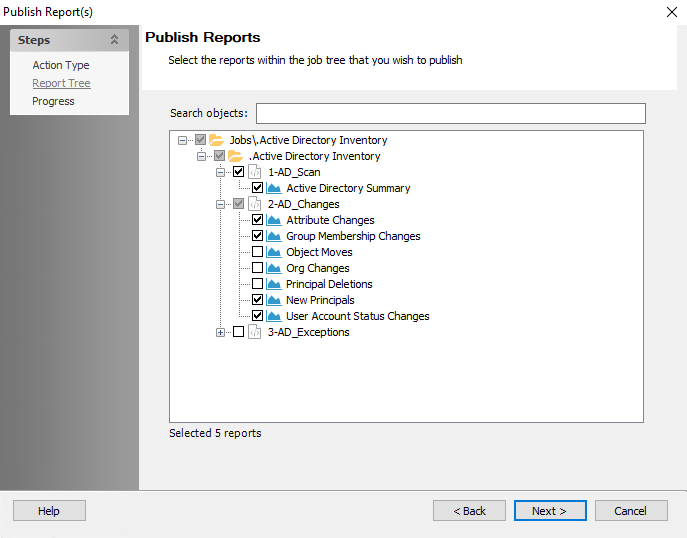 Publish Report(s)
Steps
Action Type
Report Tree
Progress
Publish Reports
Select the reports within the job tree that you wish to publish
Search objects:
Jobs\.Active Directory Inventory
.Active Directory Inventory
1-AD_Scan
Active Directory Summary
2-AD_Changes
Attribute Changes
Group Membership Changes
Object Moves
Org Changes
Principal Deletions
New Principals
User Account Status Changes
3-AD_Exceptions
Selected 5 reports
Help
< Back
Next >
Cancel